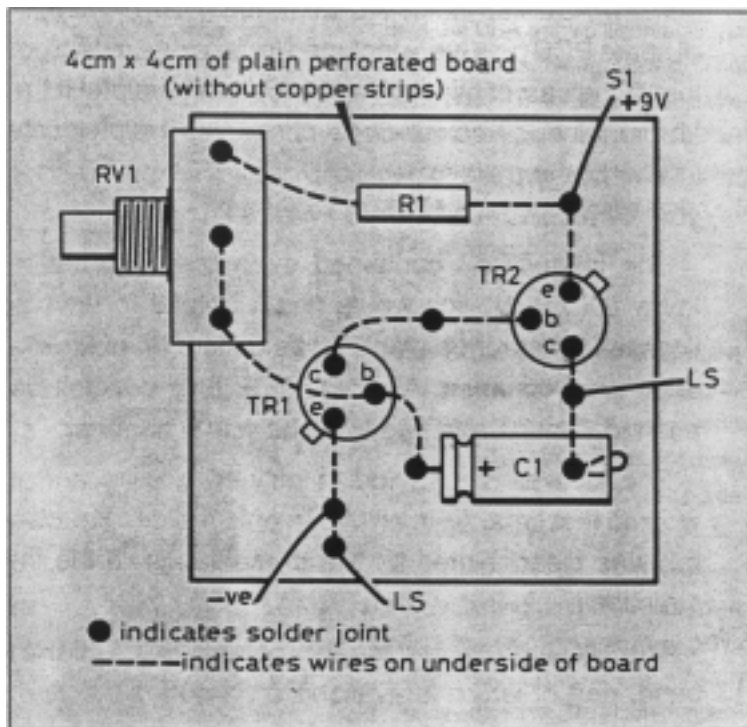 4cm x 4cm of plain perforated board
(without copper strips)
S1
+9V
RV1
R1
TR2
e
b
c
c
b
e
TR1
LS
+ C1 –
–ve
LS
indicates solder joint
indicates wires on underside of board